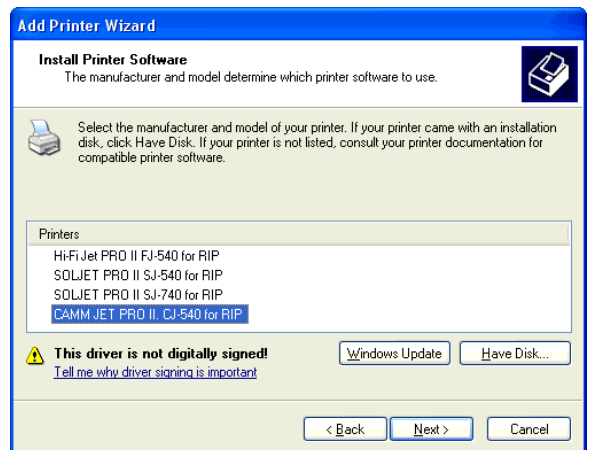 Add Printer Wizard
Install Printer Software
The manufacturer and model determine which printer software to use.
Select the manufacturer and model of your printer. If your printer came with an installation
disk, click Have Disk. If your printer is not listed, consult your printer documentation for
compatible printer software.
Printers
Hi-Fi Jet PRO II FJ-540 for RIP
SOLJET PRO II SJ-540 for RIP
SOLJET PRO II SJ-740 for RIP
CAMM JET PRO II, CJ-540 for RIP
This driver is not digitally signed!
Tell me why driver signing is important
Windows Update
Have Disk...
< Back
Next >
Cancel